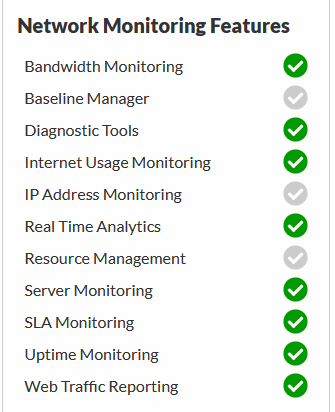 Network Monitoring Features
Bandwidth Monitoring
Baseline Manager
Diagnostic Tools
Internet Usage Monitoring
IP Address Monitoring
Real Time Analytics
Resource Management
Server Monitoring
SLA Monitoring
Uptime Monitoring
Web Traffic Reporting